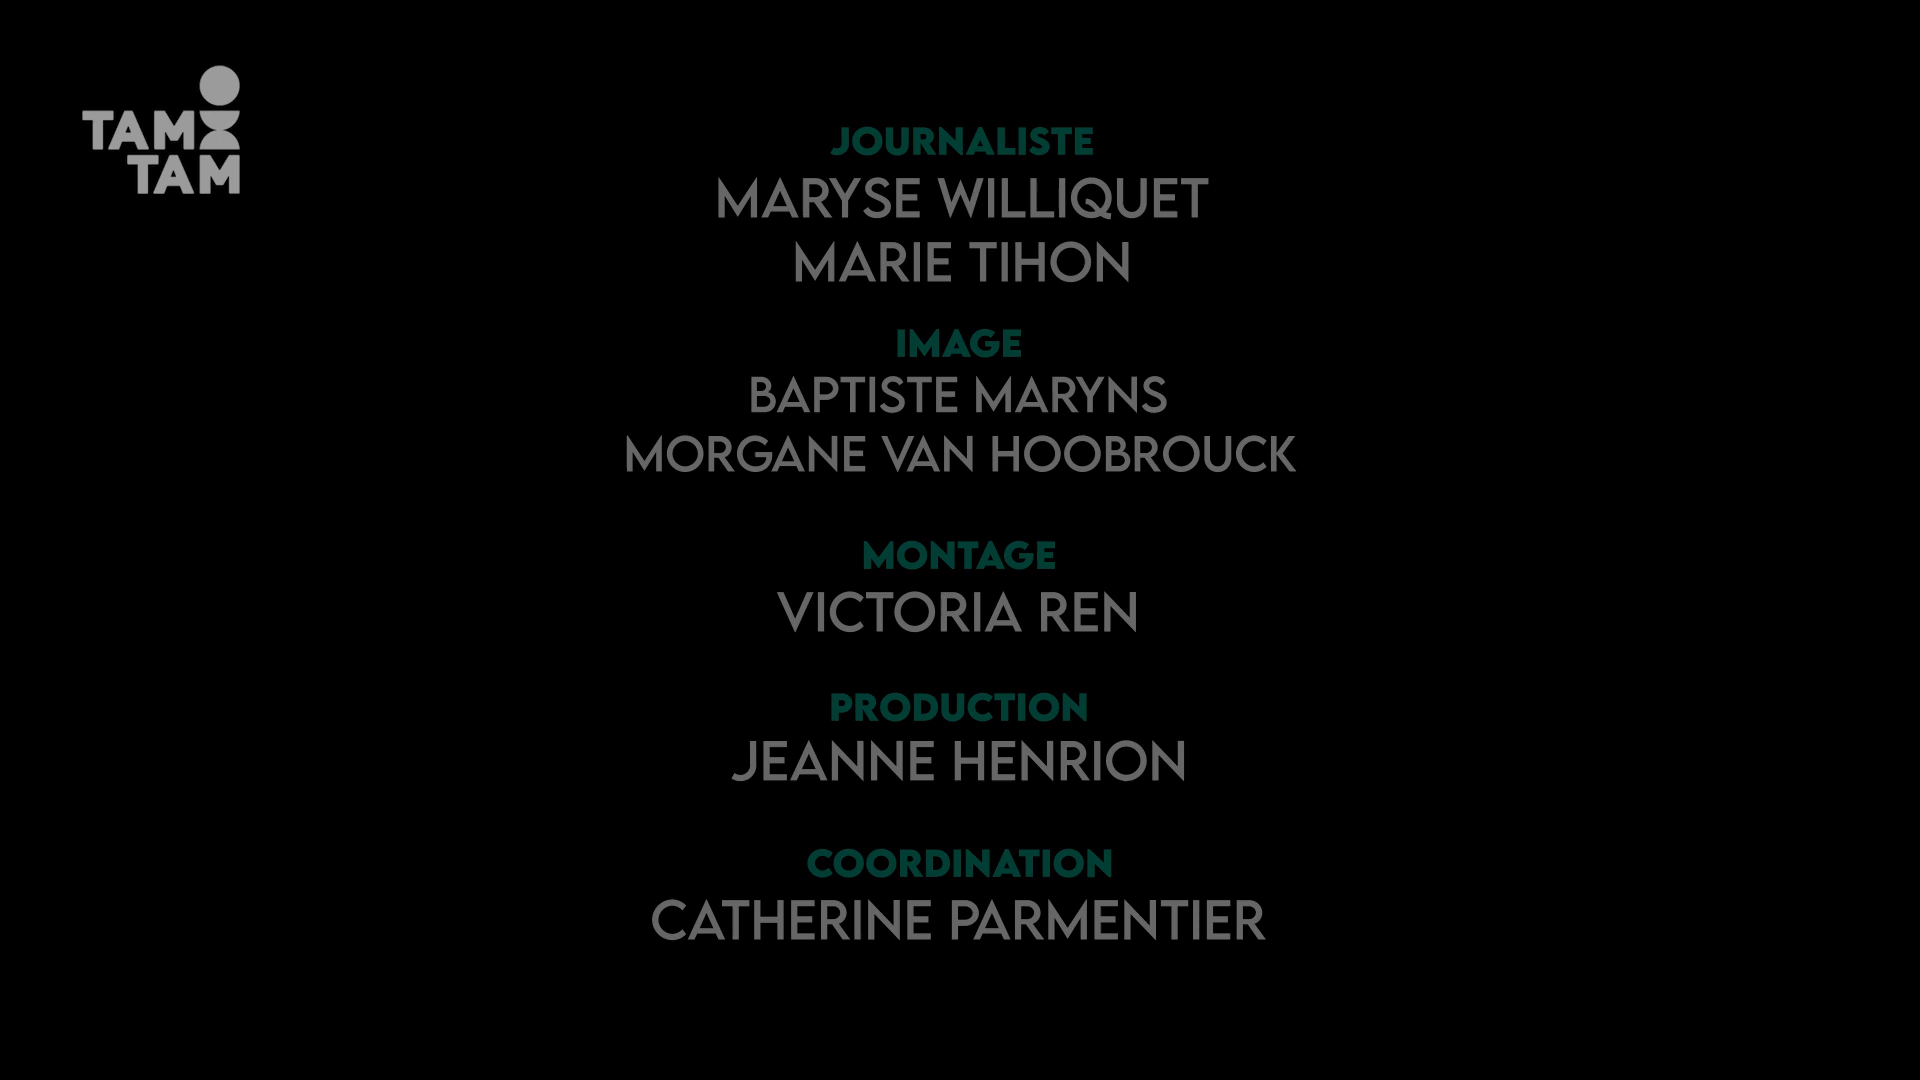 TAM
TAM
JOURNALISTE
MARYSE WILLIQUET
MARIE TIHON
IMAGE
BAPTISTE MARYNS
MORGANE VAN HOOBROUCK
MONTAGE
VICTORIA REN
PRODUCTION
JEANNE HENRION
COORDINATION
CATHERINE PARMENTIER